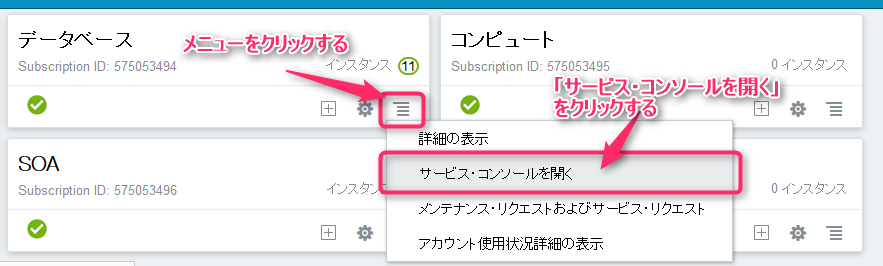 データベース
Subscription ID: 575053494
インスタンス 11
メニューをクリックする
コンピュート
Subscription ID: 575053495
0 インスタンス
「サービス・コンソールを開く」
をクリックする
詳細の表示
サービス・コンソールを開く
メンテナンス・リクエストおよびサービス・リクエスト
アカウント使用状況詳細の表示
SOA
Subscription ID: 575053496
インスタンス
0 インスタンス